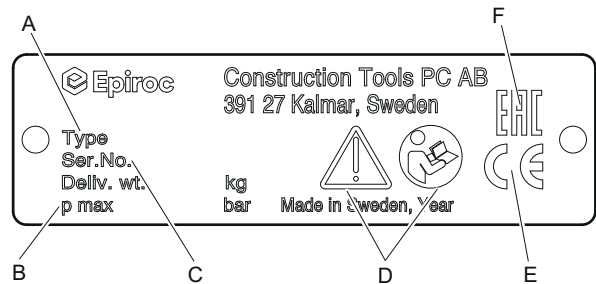 A
F
Epiroc
Construction Tools PC AB
391 27 Kalmar, Sweden
EAC
Type
Ser.No.
Deliv. wt. kg
CE
p max bar Made in Sweden, Year
B
C
D
E